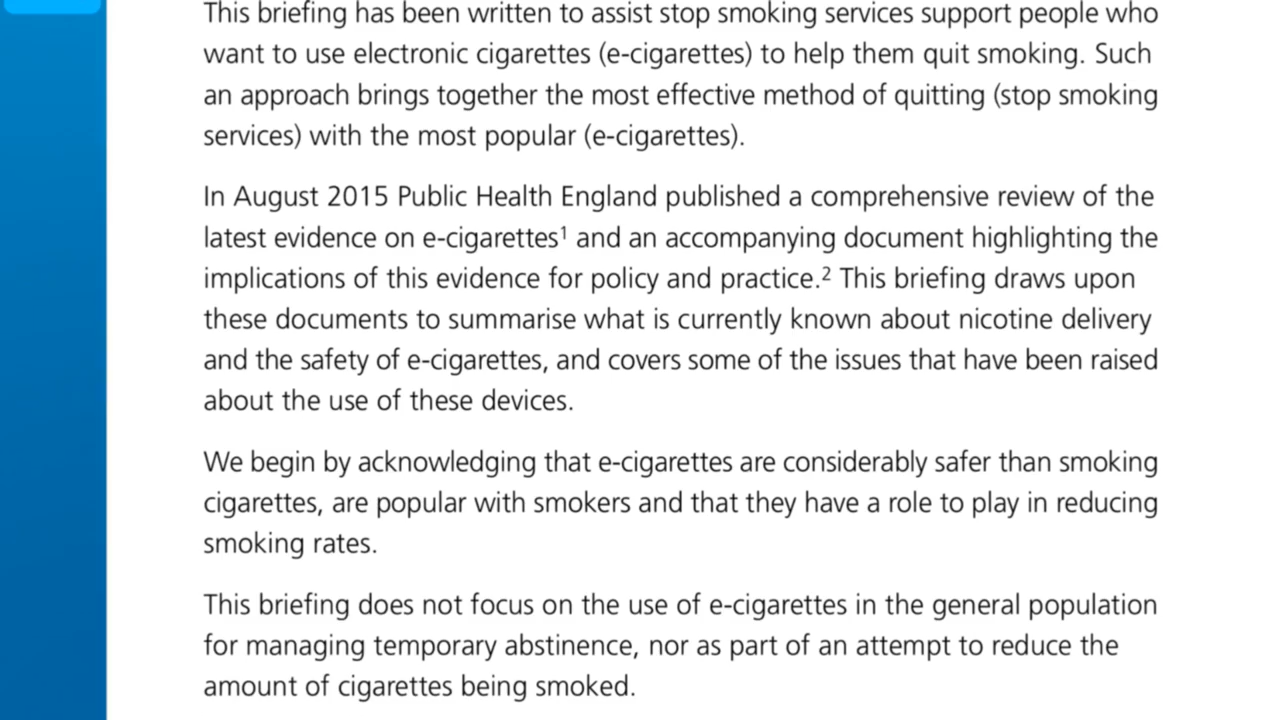 This briefing has been written to assist stop smoking services support people who
want to use electronic cigarettes (e-cigarettes) to help them quit smoking. Such
an approach brings together the most effective method of quitting (stop smoking
services) with the most popular (e-cigarettes).
In August 2015 Public Health England published a comprehensive review of the
latest evidence on e-cigarettes¹ and an accompanying document highlighting the
implications of this evidence for policy and practice.² This briefing draws upon
these documents to summarise what is currently known about nicotine delivery
and the safety of e-cigarettes, and covers some of the issues that have been raised
about the use of these devices.
We begin by acknowledging that e-cigarettes are considerably safer than smoking
cigarettes, are popular with smokers and that they have a role to play in reducing
smoking rates.
This briefing does not focus on the use of e-cigarettes in the general population
for managing temporary abstinence, nor as part of an attempt to reduce the
amount of cigarettes being smoked.